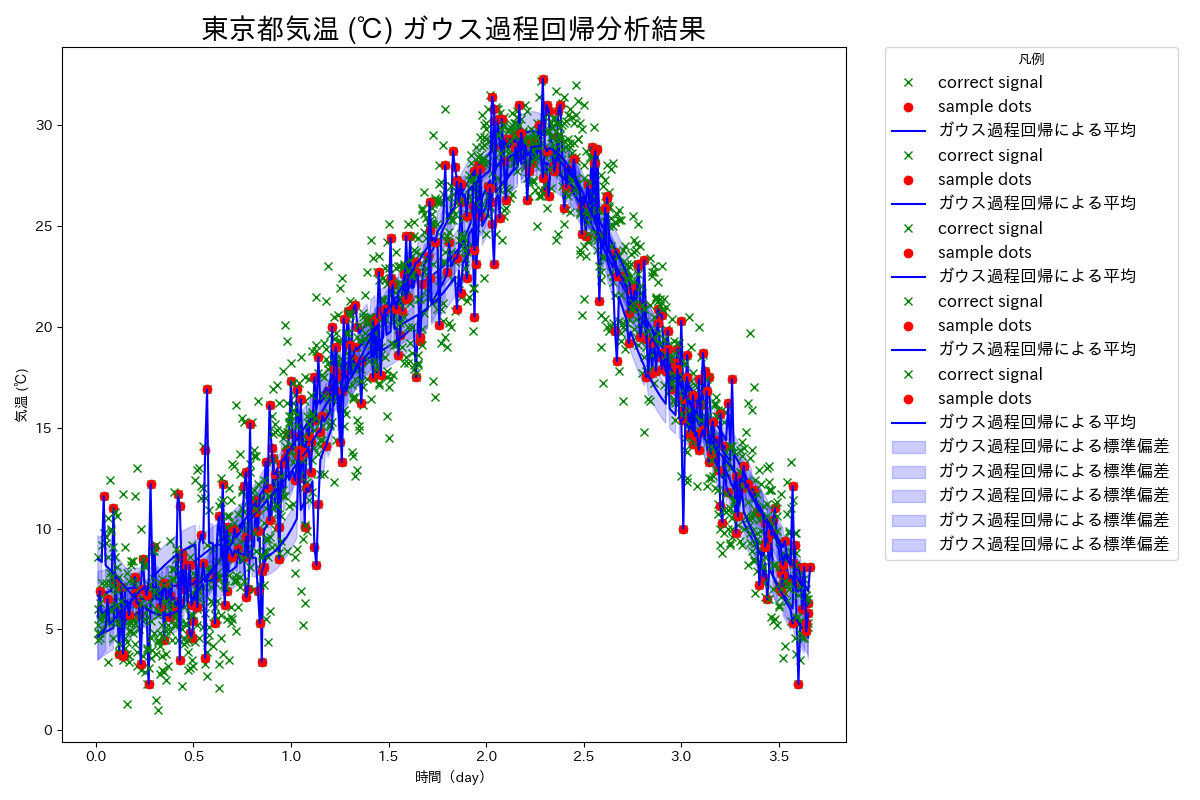 東京都気温 (℃) ガウス過程回帰分析結果
気温 (℃)
30
25
20
15
10
5
0
0.0 0.5 1.0 1.5 2.0 2.5 3.0 3.5
時間（day）
凡例
correct signal
sample dots
ガウス過程回帰による平均
correct signal
sample dots
ガウス過程回帰による平均
correct signal
sample dots
ガウス過程回帰による平均
correct signal
sample dots
ガウス過程回帰による平均
correct signal
sample dots
ガウス過程回帰による平均
ガウス過程回帰による標準偏差
ガウス過程回帰による標準偏差
ガウス過程回帰による標準偏差
ガウス過程回帰による標準偏差
ガウス過程回帰による標準偏差